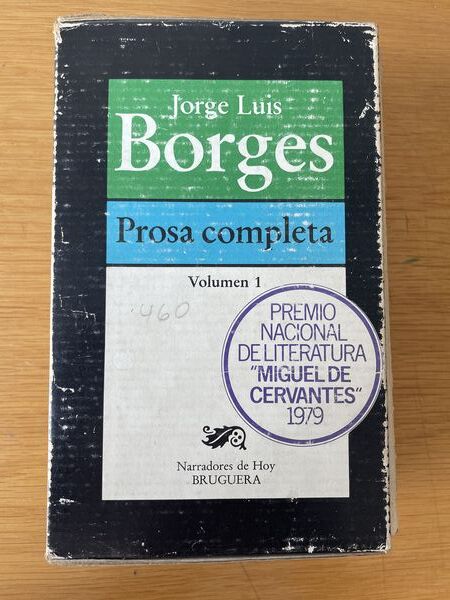 Jorge Luis
Borges
Prosa completa
Volumen 1
460
PREMIO
NACIONAL
DE LITERATURA
"MIGUEL DE
CERVANTES"
1979
Narradores de Hoy
BRUGUERA